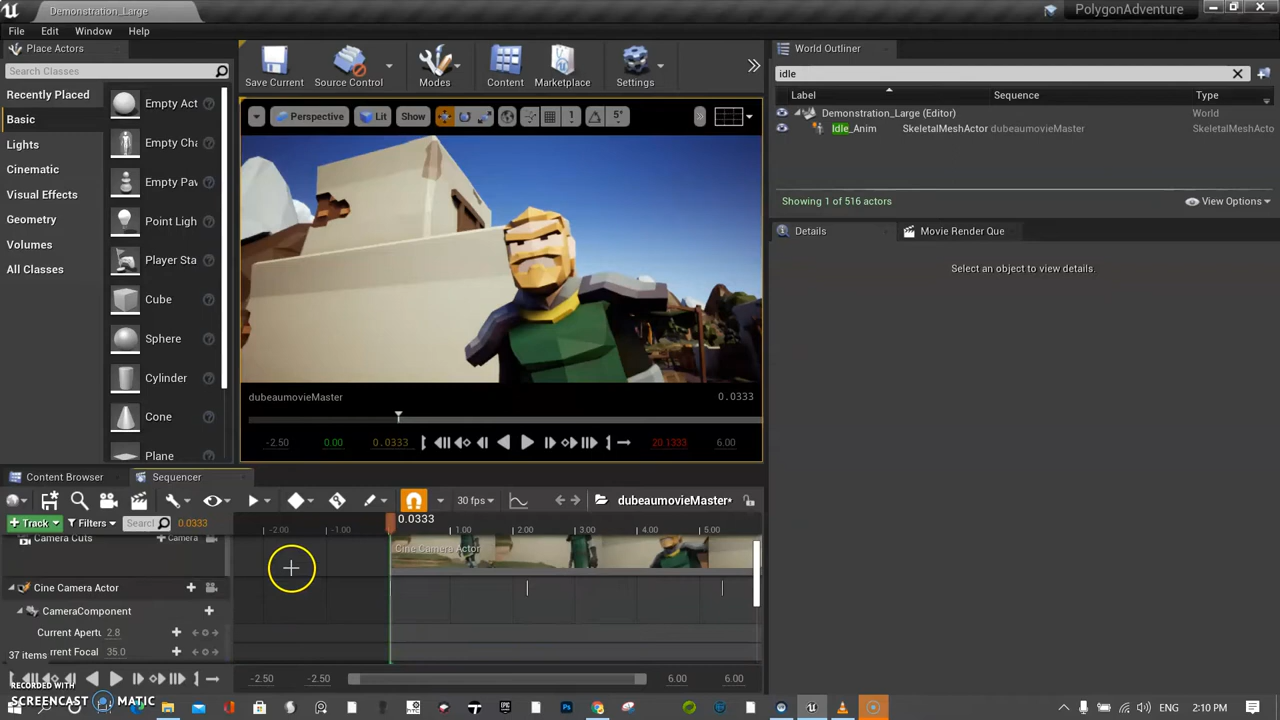 Demonstration_Large
PolygonAdventure
File Edit Window Help
Place Actors
Search Classes
Recently Placed
Basic
Lights
Cinematic
Visual Effects
Geometry
Volumes
All Classes
Empty Act
Empty Cha
Empty Paw
Point Ligh
Player Sta
Cube
Sphere
Cylinder
Cone
Plane
Save Current
Source Control
Modes
Content
Marketplace
Settings
Perspective
Lit
Show
5°
dubeaumovieMaster
0.0333
-2.50
0.00
0.0333
20.1333
6.00
World Outliner
idle
Label
Sequence
Type
Demonstration_Large (Editor)
World
Idle_Anim
SkeletalMeshActor
dubeaumovieMaster
SkeletalMeshActo
Showing 1 of 516 actors
View Options
Details
Movie Render Que
Select an object to view details.
Content Browser
Sequencer
30 fps
dubeaumovieMaster*
Track
Filters
Searcl
0.0333
0.0333
-2.00
-1.00
1.00
2.00
3.00
4.00
5.00
Camera Cuts
Camera
Cine Camera Actor
Cine Camera Actor
CameraComponent
Current Apertu
2.8
rrent Focal
35.0
37 items
-2.50
-2.50
6.00
6.00
RECORDED WITH
SCREENCAST MATIC
ENG
2:10 PM